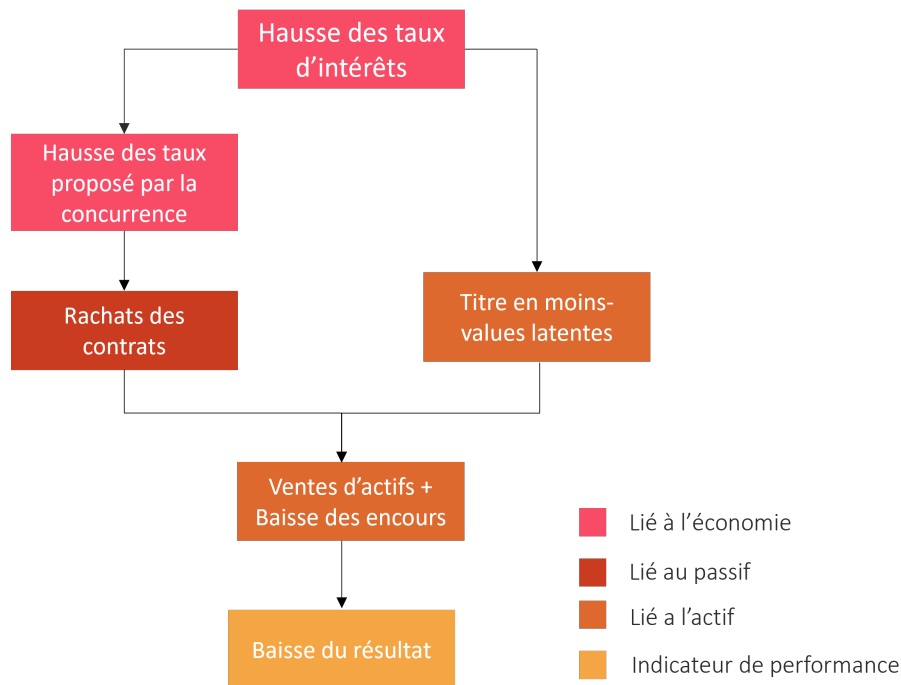 Hausse des taux
d'intérêts
Hausse des taux
proposé par la
concurrence
Rachats des
contrats
Titre en moins-
values latentes
Ventes d'actifs +
Baisse des encours
Baisse du résultat
Lié à l'économie
Lié au passif
Lié a l'actif
Indicateur de performance